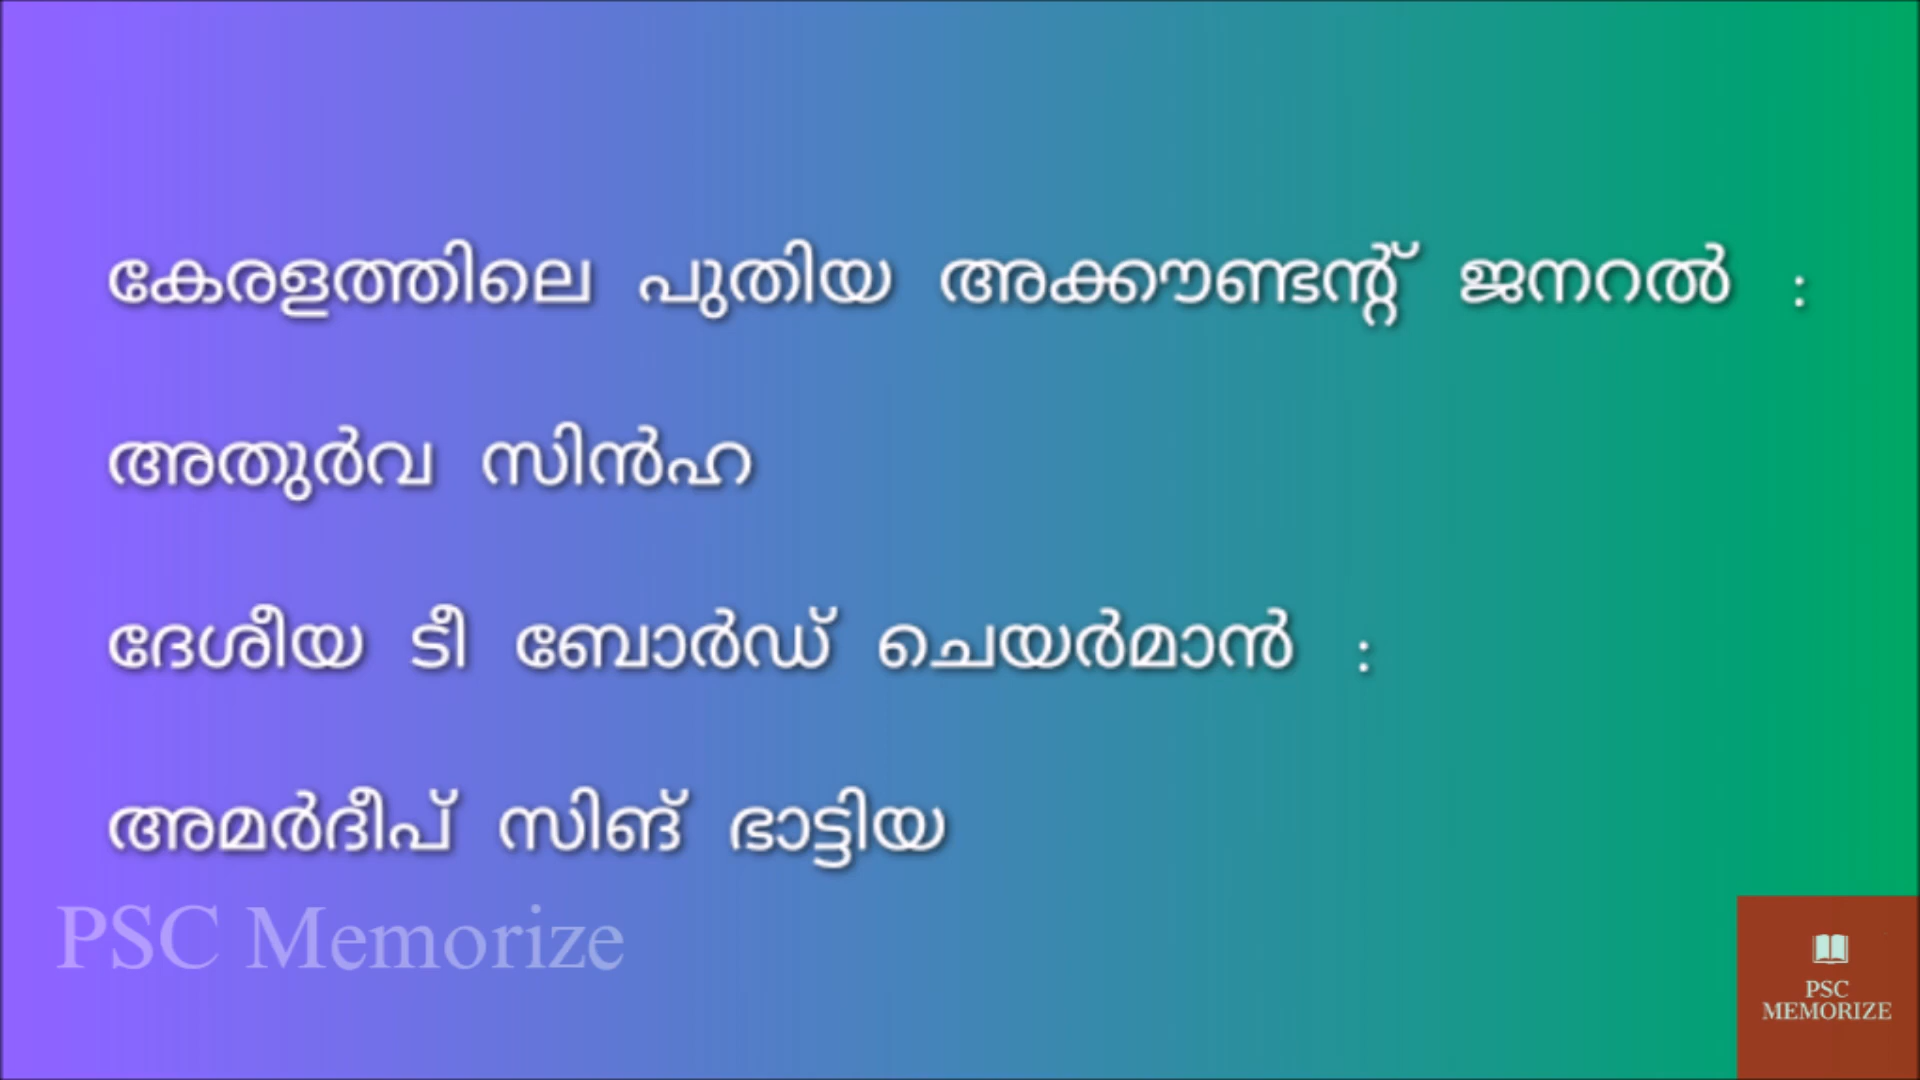 കേരളത്തിലെ പുതിയ അക്കൗണ്ടന്റ് ജനറൽ :
അതുർവ സിൻഹ
ദേശീയ ടീ ബോർഡ് ചെയർമാൻ :
അമർദീപ് സിങ് ഭാട്ടിയ
PSC Memorize
PSC
MEMORIZE